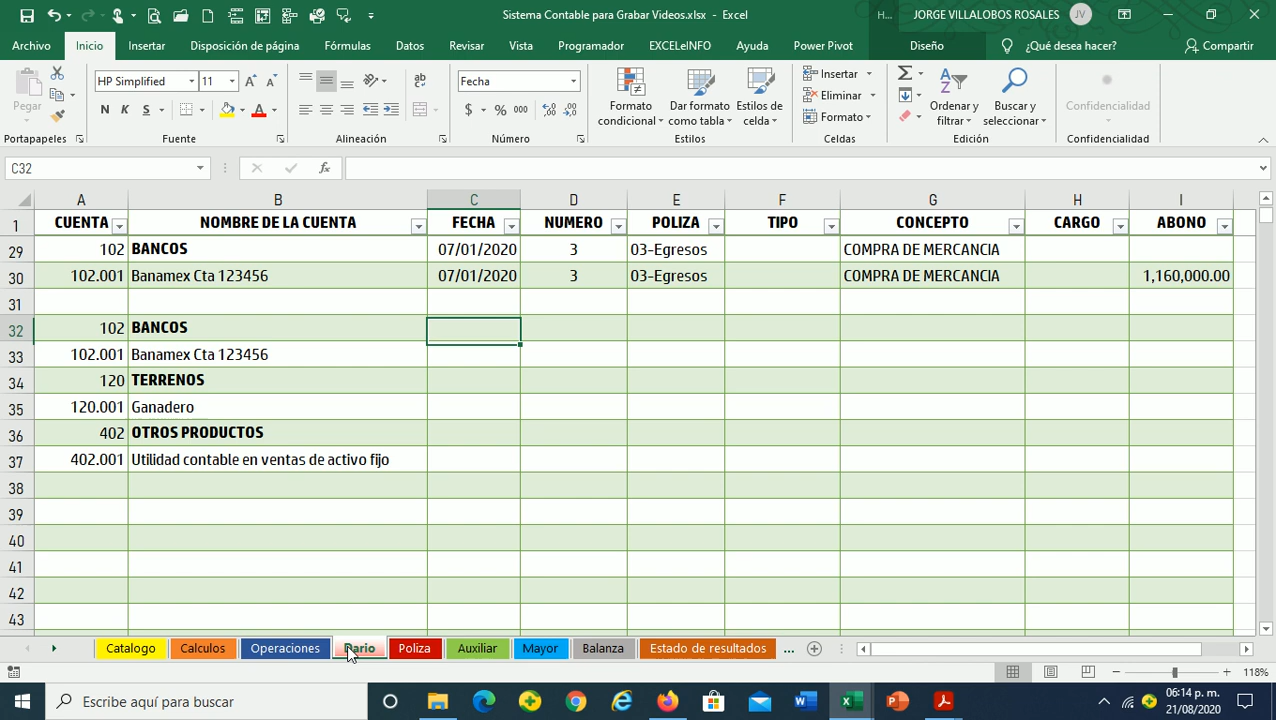 Sistema Contable para Grabar Videos.xlsx - Excel
H...
JORGE VILLALOBOS ROSALES
JV
Archivo Inicio Insertar Disposición de página Fórmulas Datos Revisar Vista Programador EXCELeINFO Ayuda Power Pivot Diseño ¿Qué desea hacer? Compartir
Pegar
HP Simplified 11
N K S
Fecha
$ % 000
Formato condicional
Dar formato como tabla
Estilos de celda
Insertar
Eliminar
Formato
Ordenar y filtrar
Buscar y seleccionar
Confidencialidad
Portapapeles Fuente Alineación Número Estilos Celdas Edición Confidencialidad
C32 fx
A B C D E F G H I
1 CUENTA NOMBRE DE LA CUENTA FECHA NUMERO POLIZA TIPO CONCEPTO CARGO ABONO
29 102 BANCOS 07/01/2020 3 03-Egresos COMPRA DE MERCANCIA
30 102.001 Banamex Cta 123456 07/01/2020 3 03-Egresos COMPRA DE MERCANCIA 1,160,000.00
31
32 102 BANCOS
33 102.001 Banamex Cta 123456
34 120 TERRENOS
35 120.001 Ganadero
36 402 OTROS PRODUCTOS
37 402.001 Utilidad contable en ventas de activo fijo
38
39
40
41
42
43
Catalogo Calculos Operaciones Dario Poliza Auxiliar Mayor Balanza Estado de resultados ...
118%
Escribe aquí para buscar
06:14 p. m.
21/08/2020